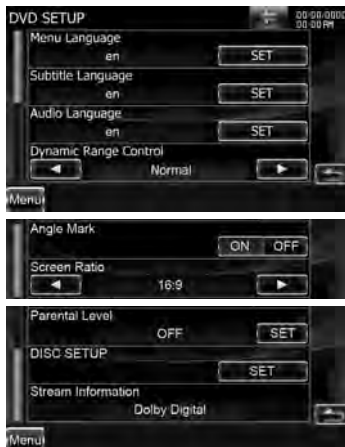 DVD SETUP
00-00-0000
00:00 AM
Menu Language
en SET
Subtitle Language
en SET
Audio Language
en SET
Dynamic Range Control
Normal
Menu
Angle Mark
ON OFF
Screen Ratio
16:9
Parental Level
OFF SET
DISC SETUP
SET
Stream Information
Dolby Digital
Menu